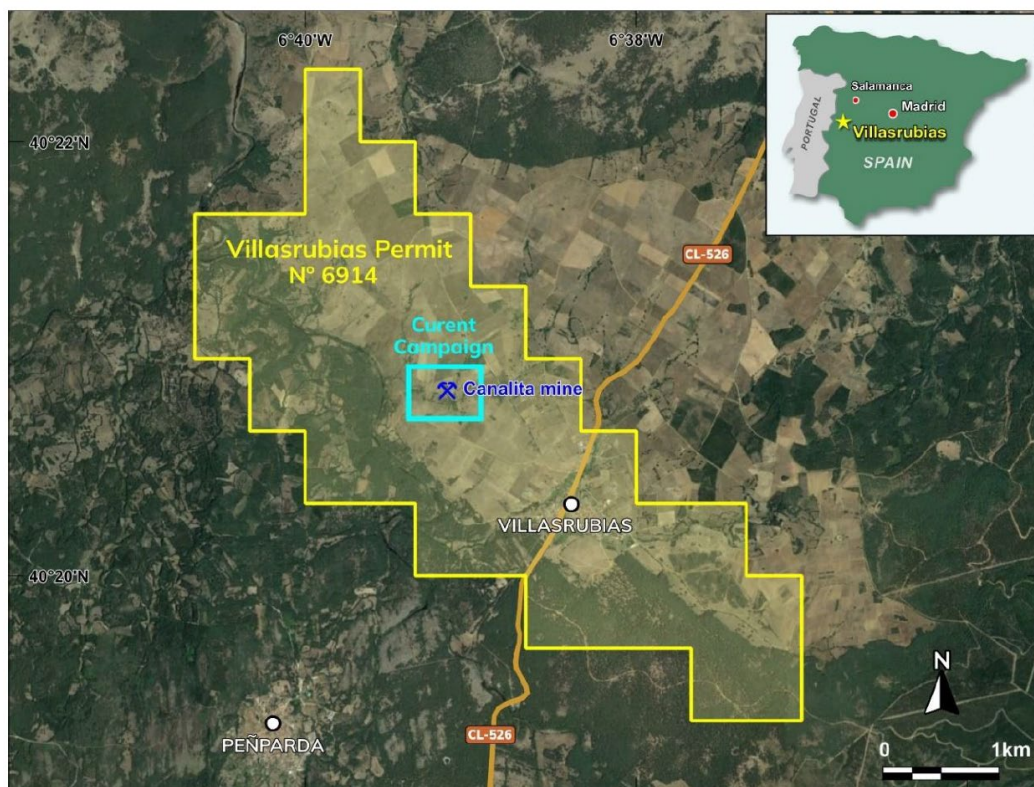 6°40'W
6°38'W
40°22'N
Salamanca
Madrid
Villasrubias
PORTUGAL
SPAIN
CL-526
Villasrubias Permit
N° 6914
Curent
Campaign
Canalita mine
VILLASRUBIAS
40°20'N
PEÑPARDA
CL-526
N
0 1km